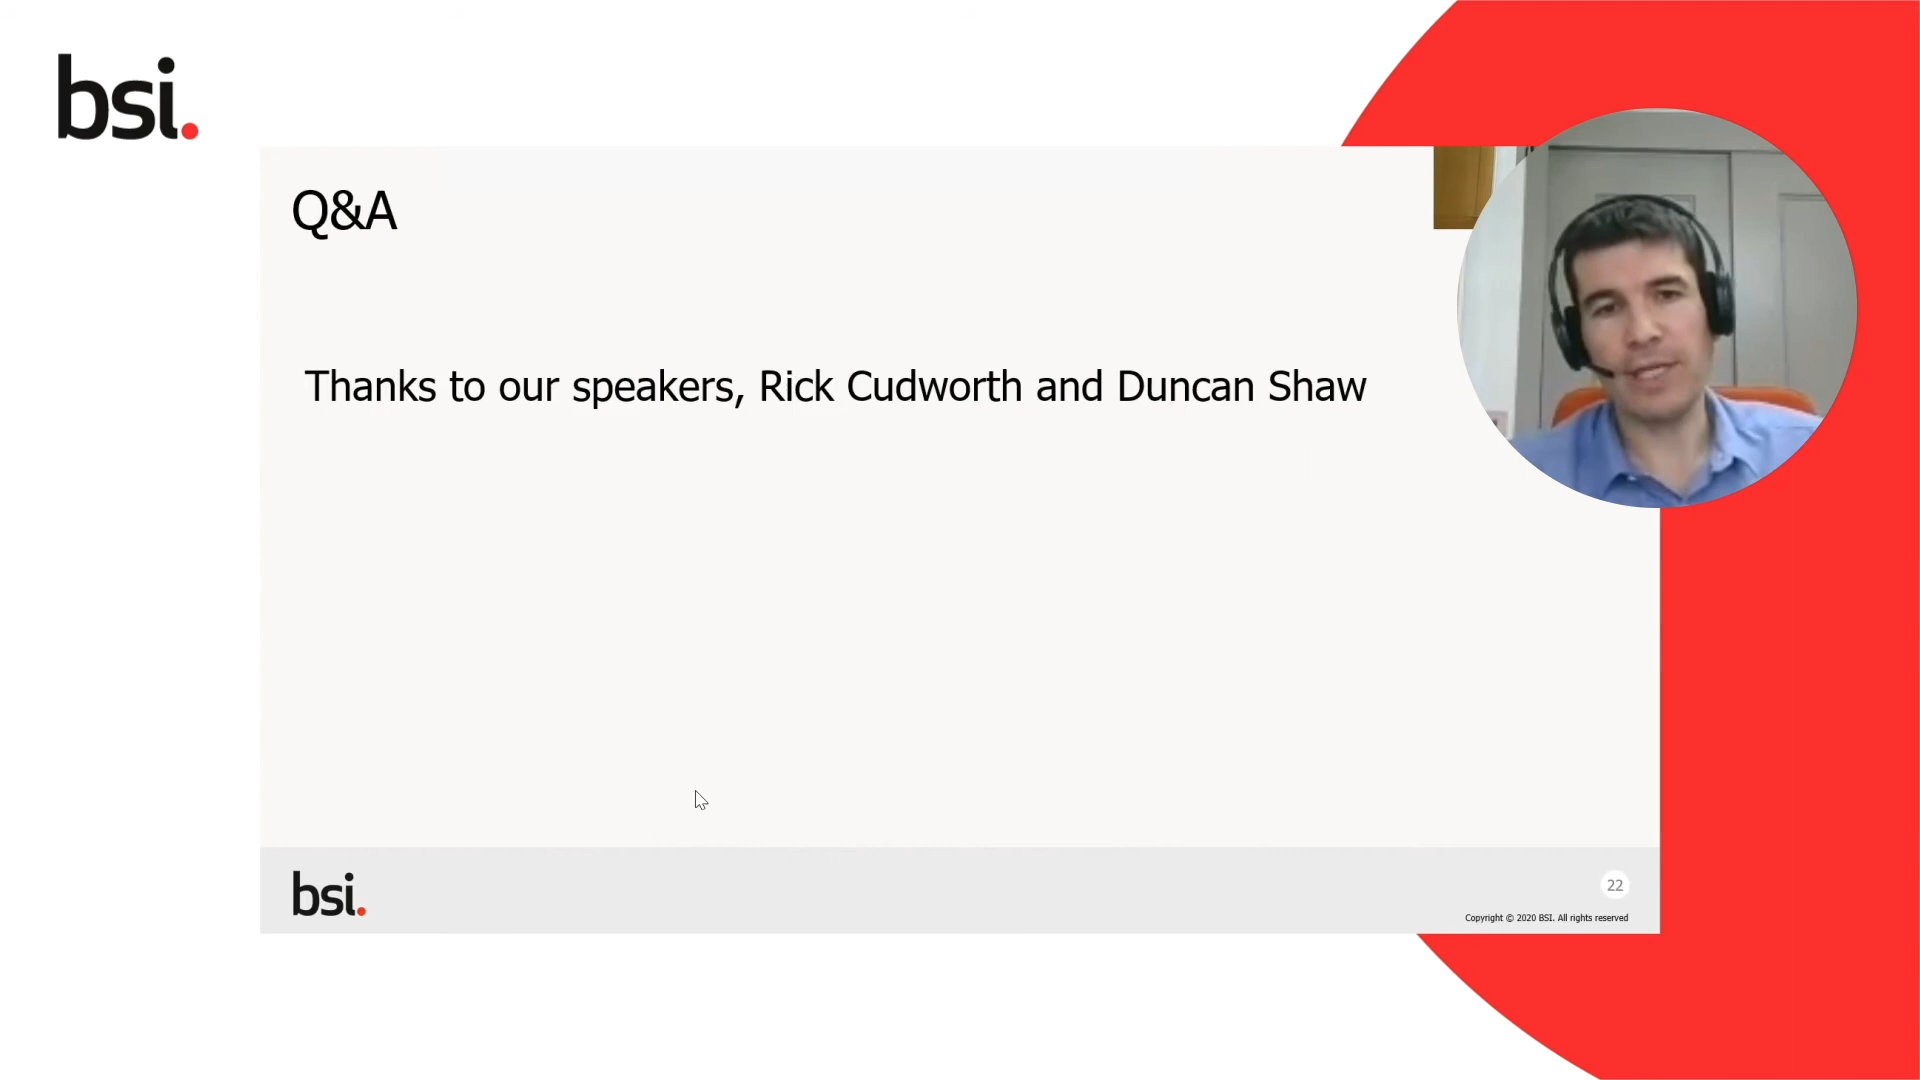 bsi.
Q&A
Thanks to our speakers, Rick Cudworth and Duncan Shaw
bsi.
22
Copyright © 2020 BSI. All rights reserved